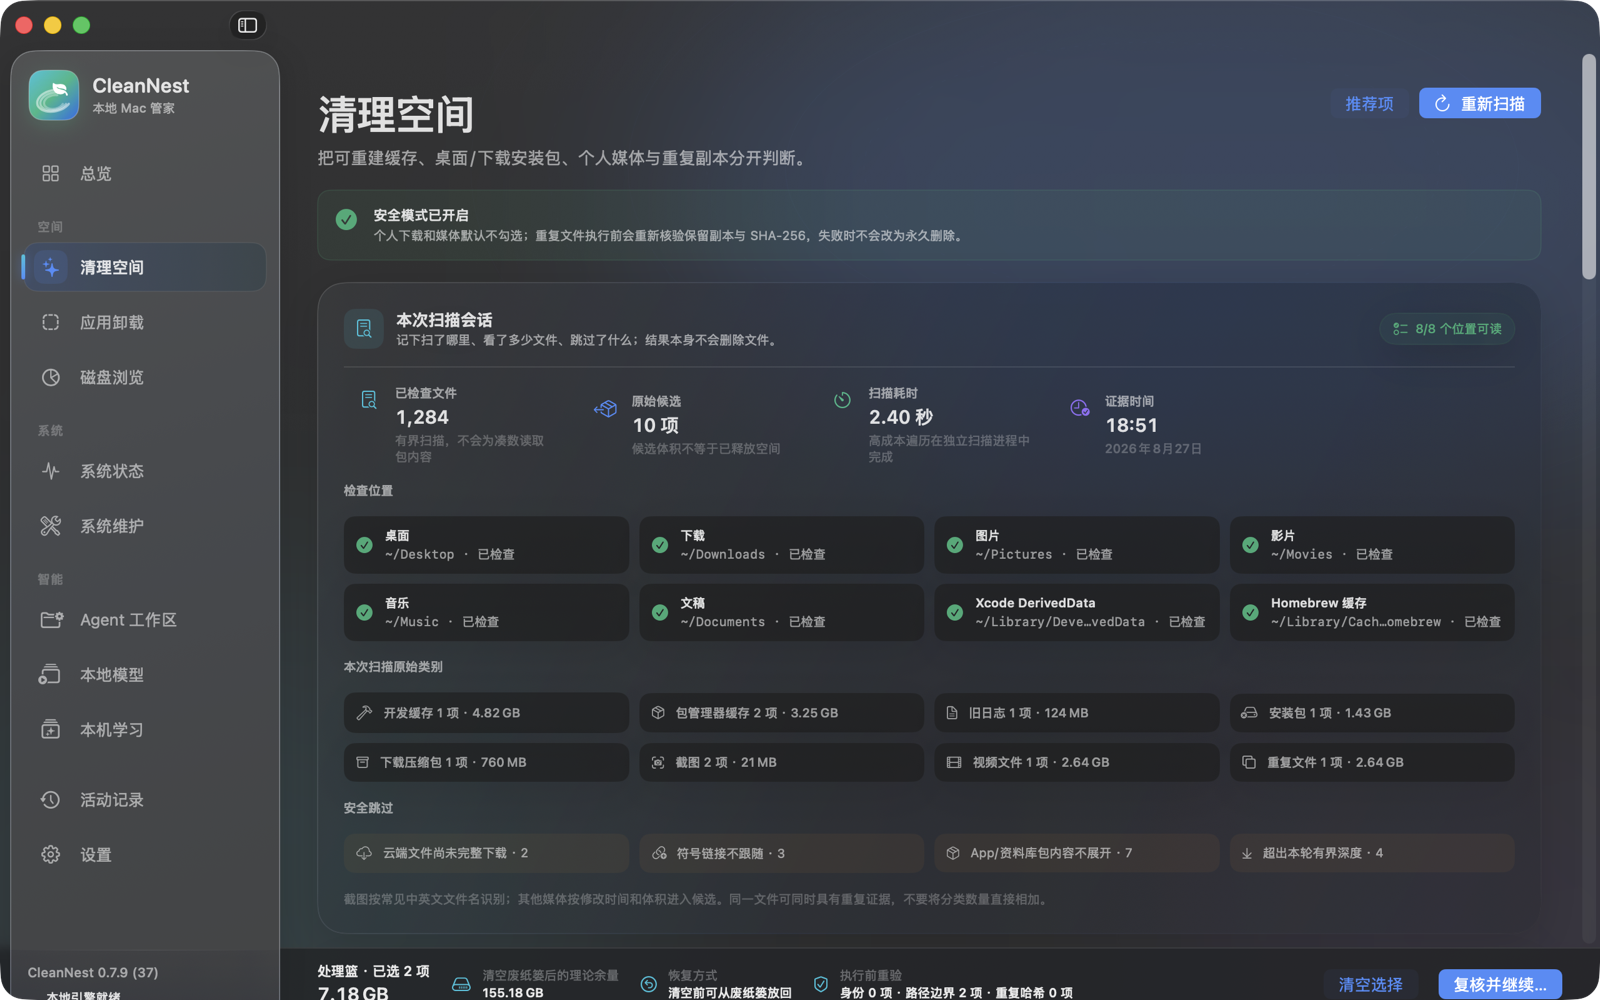 CleanNest
本地 Mac 管家
总览
空间
清理空间
应用卸载
磁盘浏览
系统
系统状态
系统维护
智能
Agent 工作区
本地模型
本机学习
活动记录
设置
CleanNest 0.7.9 (37)
本地引擎就绪
清理空间
把可重建缓存、桌面/下载安装包、个人媒体与重复副本分开判断。
推荐项
重新扫描
安全模式已开启
个人下载和媒体默认不勾选；重复文件执行前会重新核验保留副本与 SHA-256，失败时不会改为永久删除。
本次扫描会话
记下扫了哪里、看了多少文件、跳过了什么；结果本身不会删除文件。
8/8 个位置可读
已检查文件
1,284
有界扫描，不会为凑数读取
包内容
原始候选
10 项
候选体积不等于已释放空间
扫描耗时
2.40 秒
高成本遍历在独立扫描进程中
完成
证据时间
18:51
2026年8月27日
检查位置
桌面
~/Desktop · 已检查
下载
~/Downloads · 已检查
图片
~/Pictures · 已检查
影片
~/Movies · 已检查
音乐
~/Music · 已检查
文稿
~/Documents · 已检查
Xcode DerivedData
~/Library/Deve…vedData · 已检查
Homebrew 缓存
~/Library/Cach…omebrew · 已检查
本次扫描原始类别
开发缓存 1 项 · 4.82 GB
包管理器缓存 2 项 · 3.25 GB
旧日志 1 项 · 124 MB
安装包 1 项 · 1.43 GB
下载压缩包 1 项 · 760 MB
截图 2 项 · 21 MB
视频文件 1 项 · 2.64 GB
重复文件 1 项 · 2.64 GB
安全跳过
云端文件尚未完整下载 · 2
符号链接不跟随 · 3
App/资料库包内容不展开 · 7
超出本轮有界深度 · 4
截图按常见中英文文件名识别；其他媒体按修改时间和体积进入候选。同一文件可同时具有重复证据，不要将分类数量直接相加。
处理篮 · 已选 2 项
7.18 GB
清空废纸篓后的理论余量
155.18 GB
恢复方式
清空前可从废纸篓放回
执行前重验
身份 0 项 · 路径边界 2 项 · 重复哈希 0 项
清空选择
复核并继续…